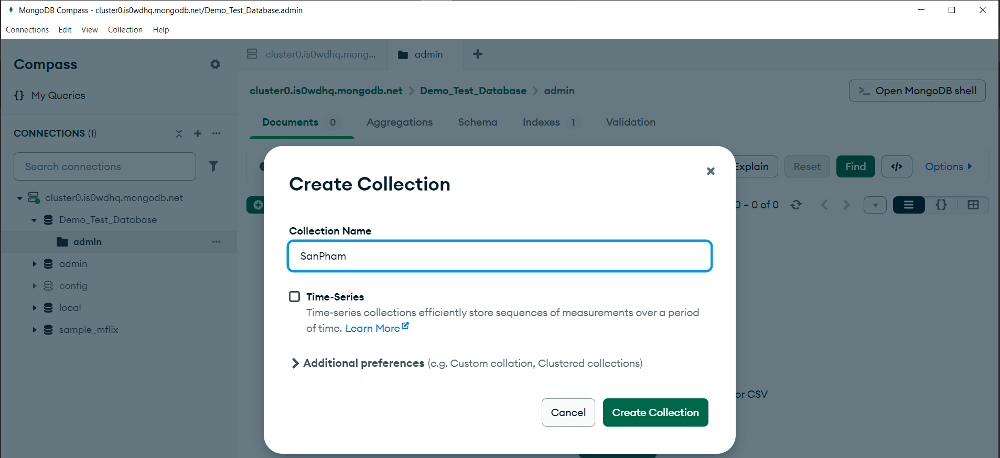 MongoDB Compass - cluster0.is0wdhq.mongodb.net/Demo_Test_Database.admin
Connections Edit View Collection Help
Compass
My Queries
CONNECTIONS (1)
Search connections
cluster0.is0wdhq.mongodb.net
Demo_Test_Database
admin
admin
config
local
sample_mflix
cluster0.is0wdhq.mong... admin
cluster0.is0wdhq.mongodb.net > Demo_Test_Database > admin
>_ Open MongoDB shell
Documents 0 Aggregations Schema Indexes 1 Validation
Explain Reset Find </> Options
0 – 0 of 0
{}
or CSV
Create Collection
Collection Name
SanPham
Time-Series
Time-series collections efficiently store sequences of measurements over a period
of time. Learn More
Additional preferences (e.g. Custom collation, Clustered collections)
Cancel Create Collection